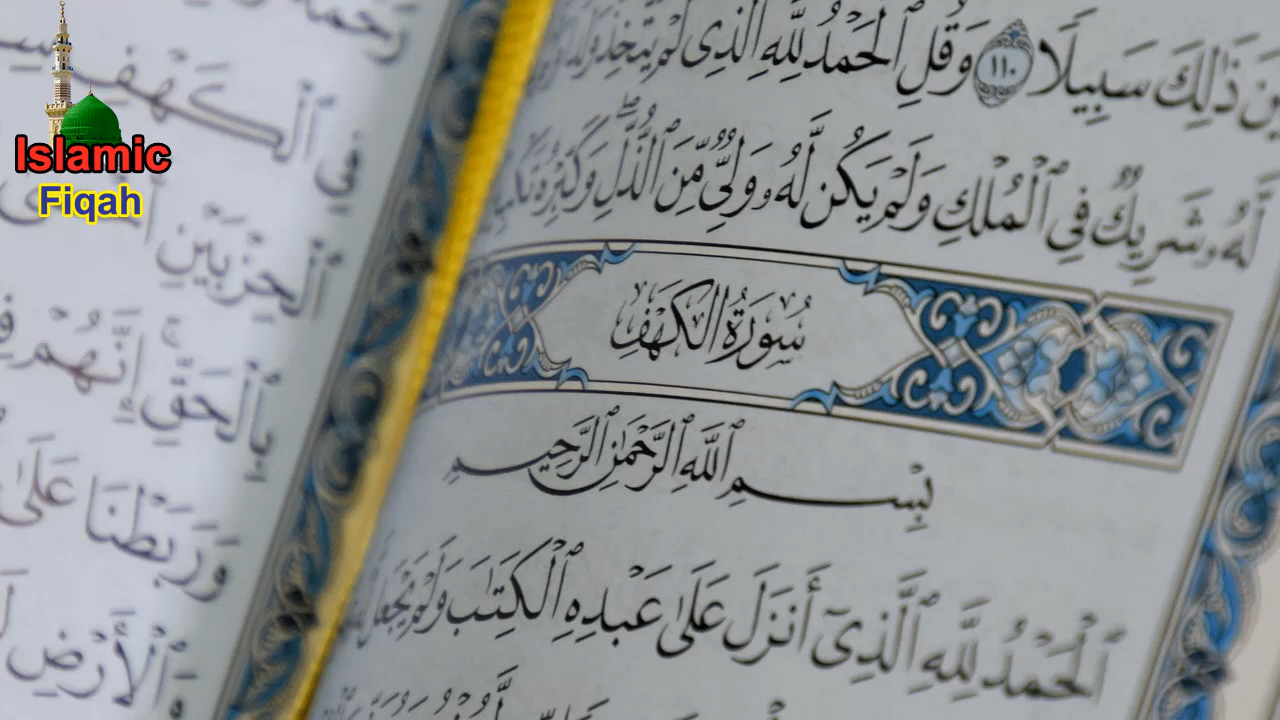 Islamic
Fiqah
ذَٰلِكَ سَبِيلًا ١١٠ وَقُلِ ٱلْحَمْدُ لِلَّهِ ٱلَّذِى لَمْ يَتَّخِذْ وَلَدًا
لَّهُۥ شَرِيكٌ فِى ٱلْمُلْكِ وَلَمْ يَكُن لَّهُۥ وَلِىٌّ مِّنَ ٱلذُّلِّ ۖ وَكَبِّرْهُ تَكْبِيرًا
سُورَةُ الكَهْفِ
بِسْمِ ٱللَّهِ ٱلرَّحْمَٰنِ ٱلرَّحِيمِ
ٱلْحَمْدُ لِلَّهِ ٱلَّذِىٓ أَنزَلَ عَلَىٰ عَبْدِهِ ٱلْكِتَٰبَ وَلَمْ يَجْعَل
ٱلْكَهْفِ
ٱلْحِزْبَيْنِ
بِٱلْحَقِّ ۚ إِنَّهُمْ
وَرَبَطْنَا عَلَىٰ
وَٱلْأَرْضِ